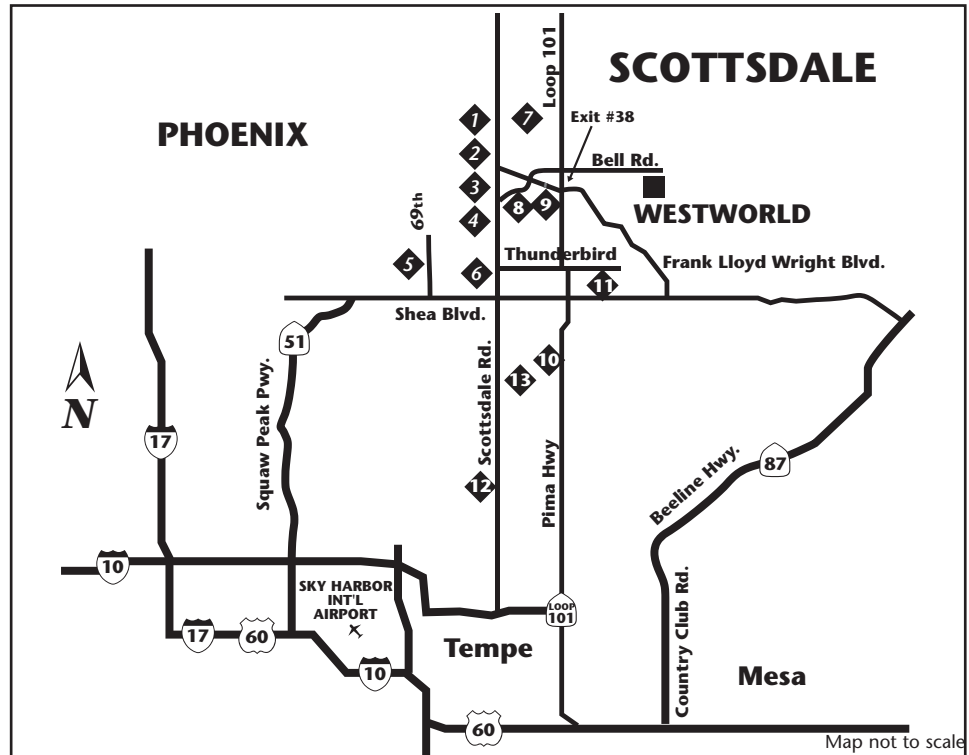 SCOTTSDALE
PHOENIX
Loop 101
1
7
Exit #38
2
Bell Rd.
3
8
9
WESTWORLD
4
69th
5
6
Thunderbird
Frank Lloyd Wright Blvd.
11
Shea Blvd.
51
N
17
Squaw Peak Pwy.
Scottsdale Rd.
10
13
12
Pima Hwy
87
Beeline Hwy.
10
SKY HARBOR
INT'L
AIRPORT
LOOP
101
17
60
Tempe
10
Country Club Rd.
Mesa
60
Map not to scale